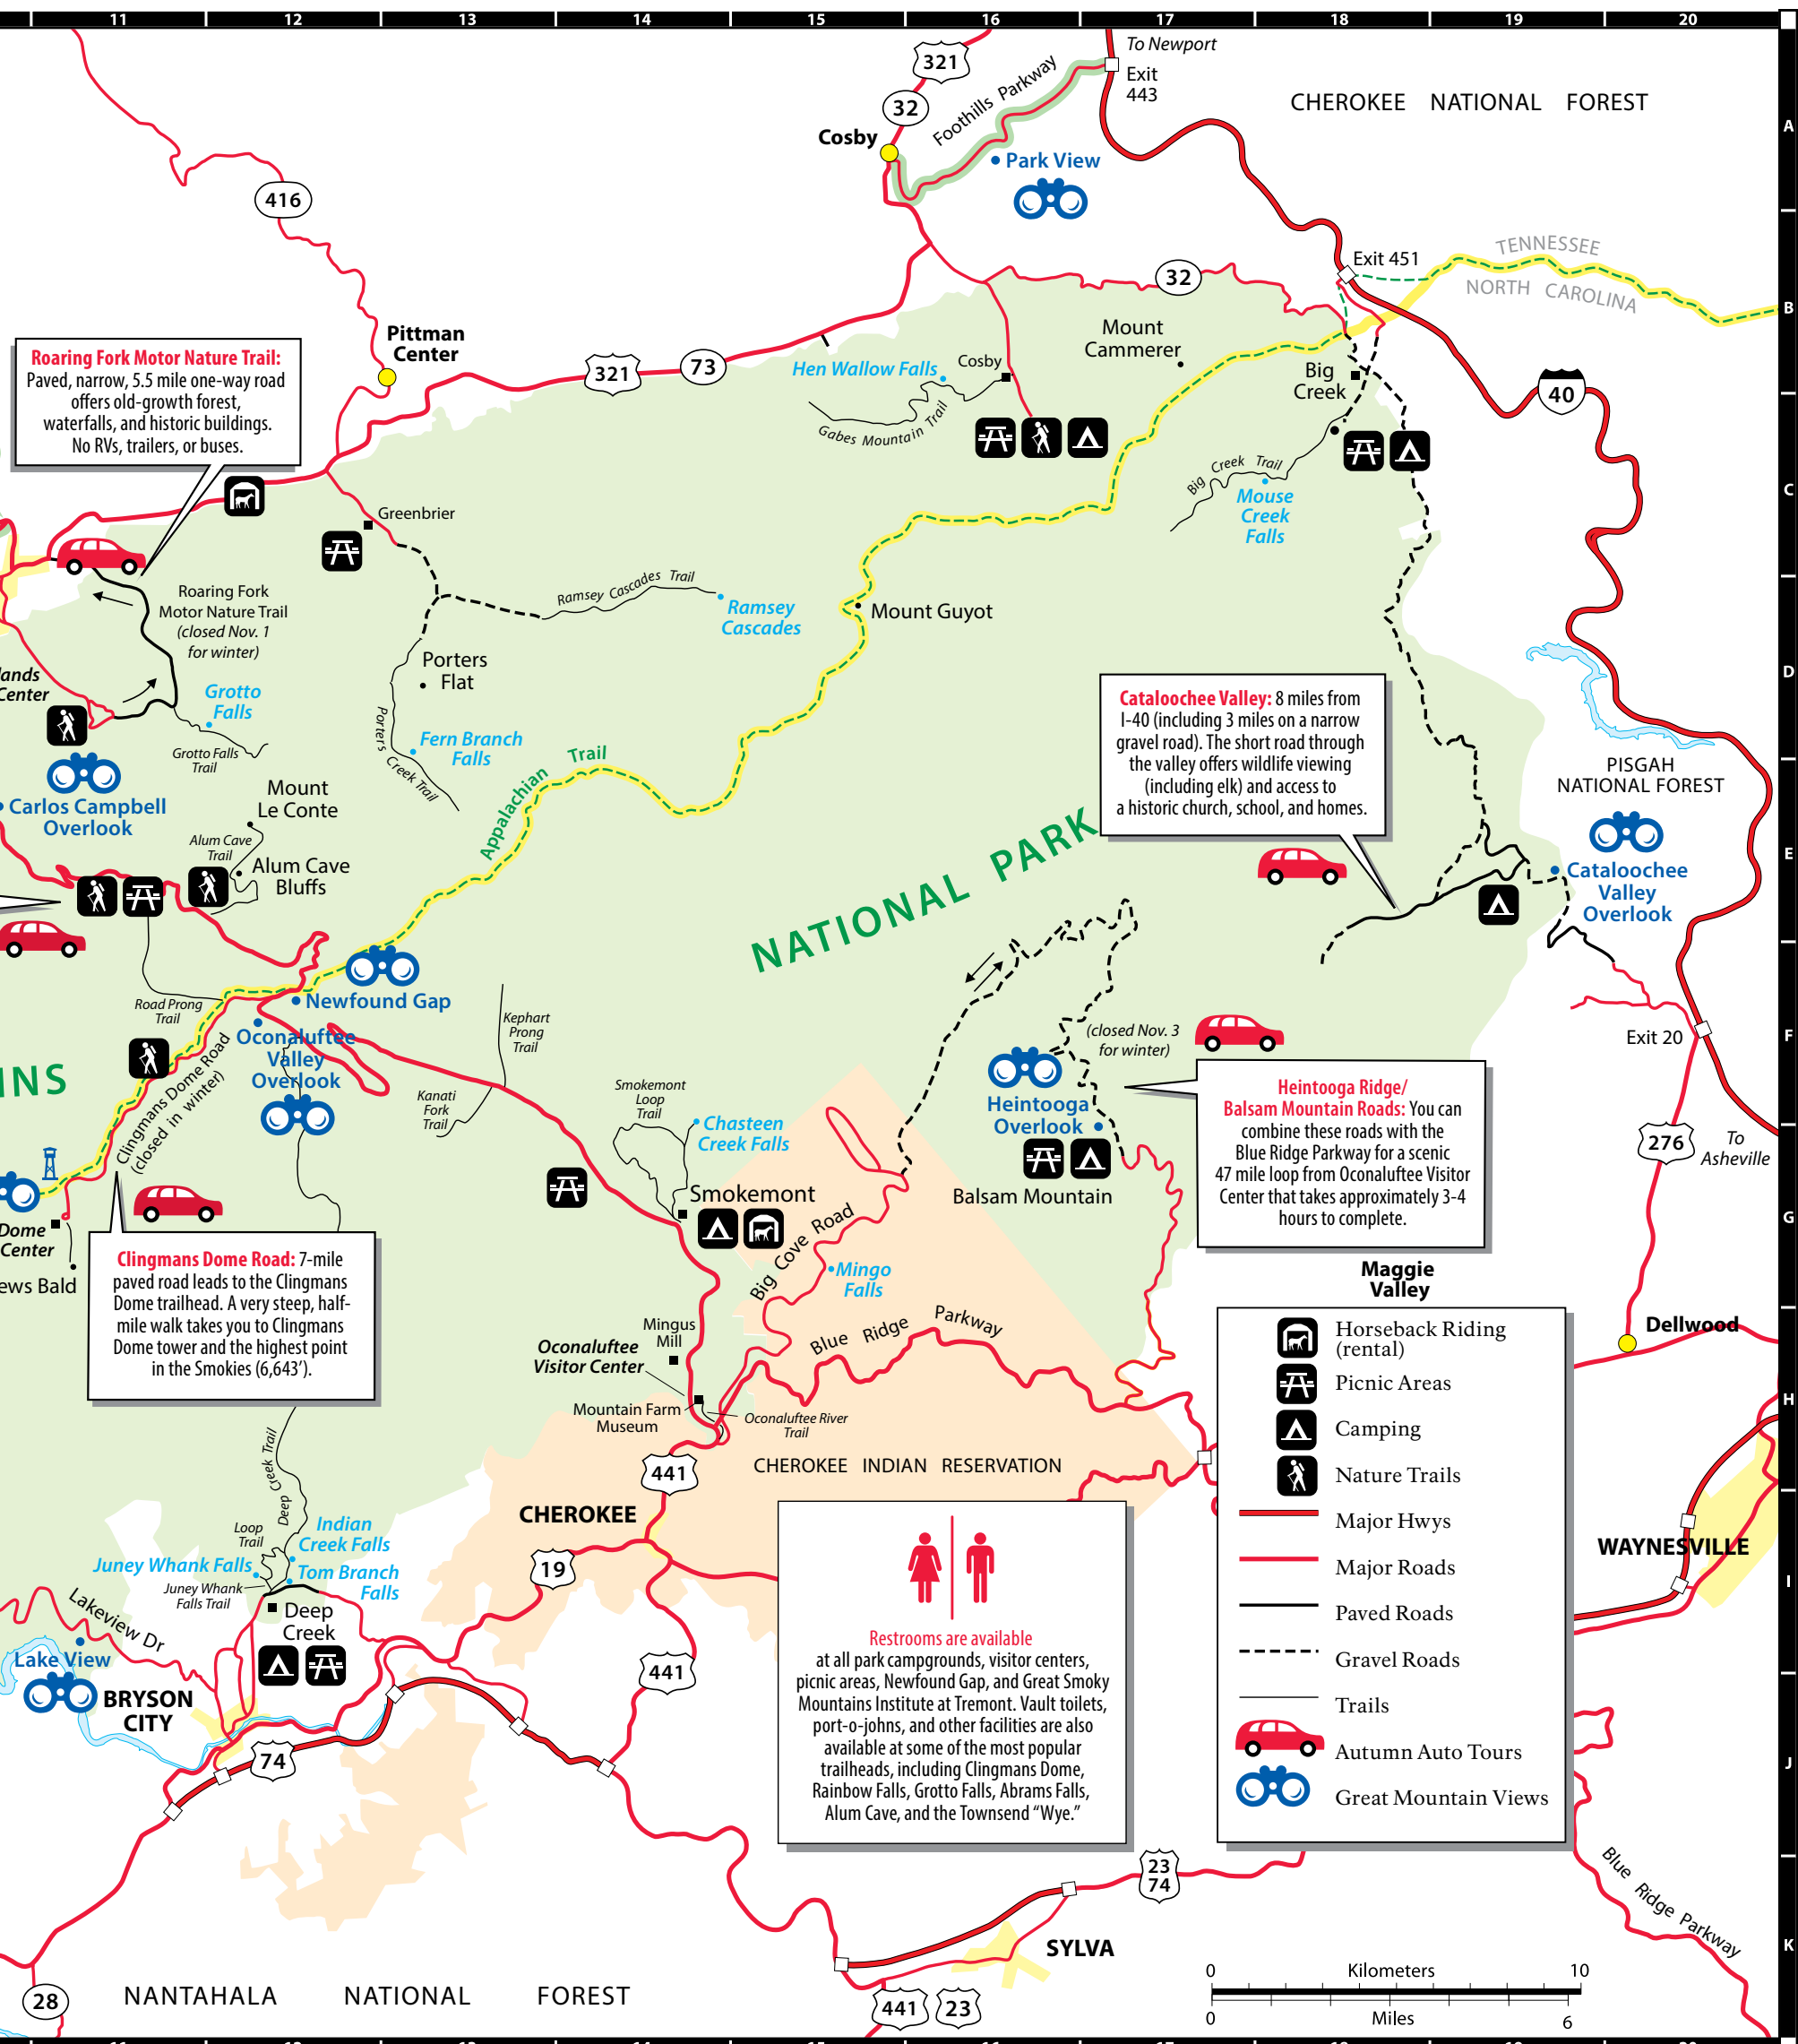 11 12 13 14 15 16 17 18 19 20
A
B
C
D
E
F
G
H
I
J
K
To Newport
Exit
443
321
32
Foothills Parkway
Cosby
Park View
CHEROKEE NATIONAL FOREST
416
Exit 451
TENNESSEE
NORTH CAROLINA
32
Pittman
Center
Roaring Fork Motor Nature Trail:
Paved, narrow, 5.5 mile one-way road
offers old-growth forest,
waterfalls, and historic buildings.
No RVs, trailers, or buses.
321
73
Hen Wallow Falls
Cosby
Gabes Mountain Trail
Mount
Cammerer
Big
Creek
40
Big Creek Trail
Mouse
Creek
Falls
Greenbrier
Roaring Fork
Motor Nature Trail
(closed Nov. 1
for winter)
Ramsey Cascades Trail
Ramsey
Cascades
Mount Guyot
Porters
Flat
lands
Center
Grotto
Falls
Grotto Falls
Trail
Porters Creek Trail
Fern Branch
Falls
Appalachian Trail
Cataloochee Valley: 8 miles from
I-40 (including 3 miles on a narrow
gravel road). The short road through
the valley offers wildlife viewing
(including elk) and access to
a historic church, school, and homes.
PISGAH
NATIONAL FOREST
Carlos Campbell
Overlook
Mount
Le Conte
Alum Cave
Trail
Alum Cave
Bluffs
Cataloochee
Valley
Overlook
NATIONAL PARK
Newfound Gap
Road Prong
Trail
Oconaluftee
Valley
Overlook
Kephart
Prong
Trail
(closed Nov. 3
for winter)
Exit 20
INS
Clingmans Dome Road
(closed in winter)
Kanati
Fork
Trail
Smokemont
Loop
Trail
Chasteen
Creek Falls
Heintooga
Overlook
Heintooga Ridge/
Balsam Mountain Roads: You can
combine these roads with the
Blue Ridge Parkway for a scenic
47 mile loop from Oconaluftee Visitor
Center that takes approximately 3-4
hours to complete.
276
To
Asheville
Balsam Mountain
Smokemont
Big Cove Road
Mingo
Falls
Dome
Center
ews Bald
Clingmans Dome Road: 7-mile
paved road leads to the Clingmans
Dome trailhead. A very steep, half-
mile walk takes you to Clingmans
Dome tower and the highest point
in the Smokies (6,643’).
Maggie
Valley
Dellwood
Mingus
Mill
Oconaluftee
Visitor Center
Blue Ridge Parkway
Mountain Farm
Museum
Oconaluftee River
Trail
441
CHEROKEE INDIAN RESERVATION
Horseback Riding
(rental)
Picnic Areas
Camping
Nature Trails
Major Hwys
Major Roads
Paved Roads
Gravel Roads
Trails
Autumn Auto Tours
Great Mountain Views
Deep Creek Trail
Loop
Trail
Indian
Creek Falls
Juney Whank Falls
Tom Branch
Falls
Juney Whank
Falls Trail
CHEROKEE
19
WAYNESVILLE
Lakeview Dr
Deep
Creek
Lake View
441
BRYSON
CITY
74
Restrooms are available
at all park campgrounds, visitor centers,
picnic areas, Newfound Gap, and Great Smoky
Mountains Institute at Tremont. Vault toilets,
port-o-johns, and other facilities are also
available at some of the most popular
trailheads, including Clingmans Dome,
Rainbow Falls, Grotto Falls, Abrams Falls,
Alum Cave, and the Townsend “Wye.”
23
74
Blue Ridge Parkway
SYLVA
28
NANTAHALA NATIONAL FOREST
441
23
0 Kilometers 10
0 Miles 6